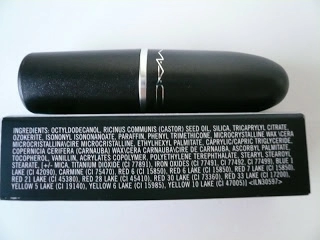 MAC
INGREDIENTS: OCTYLDODECANOL, RICINUS COMMUNIS (CASTOR) SEED OIL, SILICA, TRICAPRYLYL CITRATE,
OZOKERITE, ISONONYL ISONONANOATE, PARAFFIN, PHENYL TRIMETHICONE, MICROCRYSTALLINE WAX\CERA
MICROCRISTALLINA\CIRE MICROCRISTALLINE, ETHYLHEXYL PALMITATE, CAPRYLIC/CAPRIC TRIGLYCERIDE,
COPERNICIA CERIFERA (CARNAUBA) WAX\CERA CARNAUBA\CIRE DE CARNAUBA, ASCORBYL PALMITATE,
TOCOPHEROL, VANILLIN, ACRYLATES COPOLYMER, POLYETHYLENE TEREPHTHALATE, STEARYL STEAROYL
STEARATE, [+/- MICA, TITANIUM DIOXIDE (CI 77891), IRON OXIDES (CI 77491, CI 77492, CI 77499), BLUE 1
LAKE (CI 42090), CARMINE (CI 75470), RED 6 (CI 15850), RED 6 LAKE (CI 15850), RED 7 LAKE (CI 15850),
RED 21 LAKE (CI 45380), RED 28 LAKE (CI 45410), RED 30 LAKE (CI 73360), RED 33 LAKE (CI 17200),
YELLOW 5 LAKE (CI 19140), YELLOW 6 LAKE (CI 15985), YELLOW 10 LAKE (CI 47005)] <ILN30597>